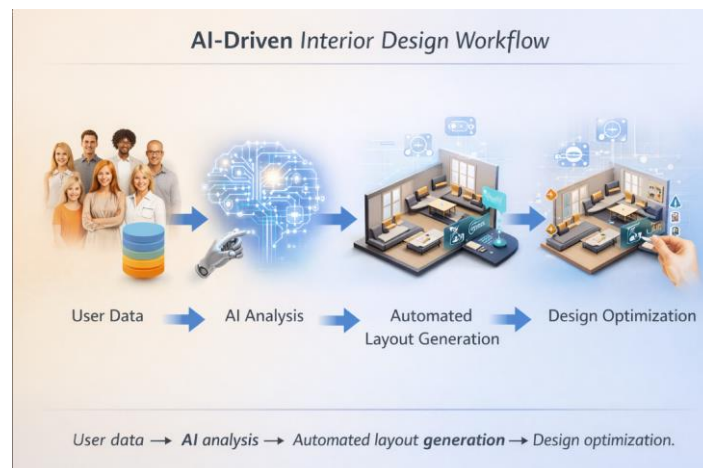 AI-Driven Interior Design Workflow
User Data
AI Analysis
Automated
Layout Generation
Design Optimization
User data → AI analysis → Automated layout generation → Design optimization.